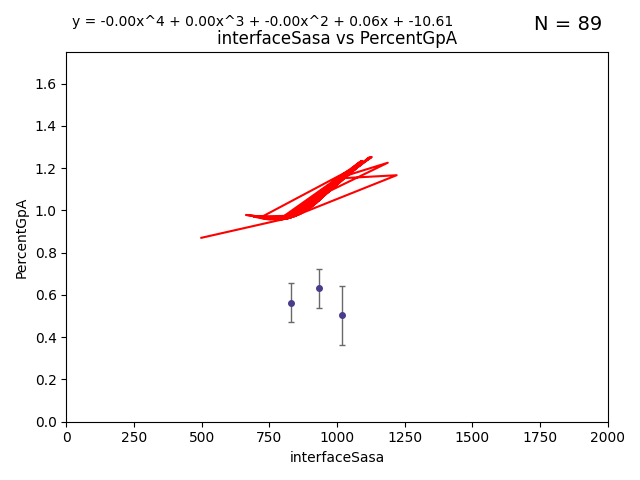 y = -0.00x^4 + 0.00x^3 + -0.00x^2 + 0.06x + -10.61
N = 89
interfaceSasa vs PercentGpA
1.6
1.4
1.2
1.0
0.8
0.6
0.4
0.2
0.0
PercentGpA
0 250 500 750 1000 1250 1500 1750 2000
interfaceSasa